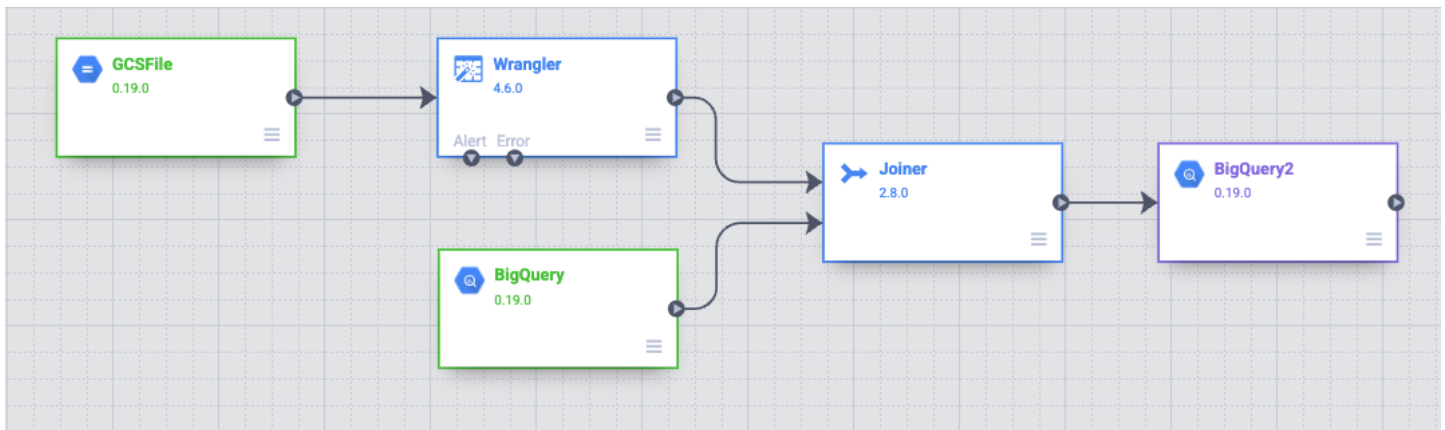 GCSFile
0.19.0
Wrangler
4.6.0
Alert Error
BigQuery
0.19.0
Joiner
2.8.0
BigQuery2
0.19.0